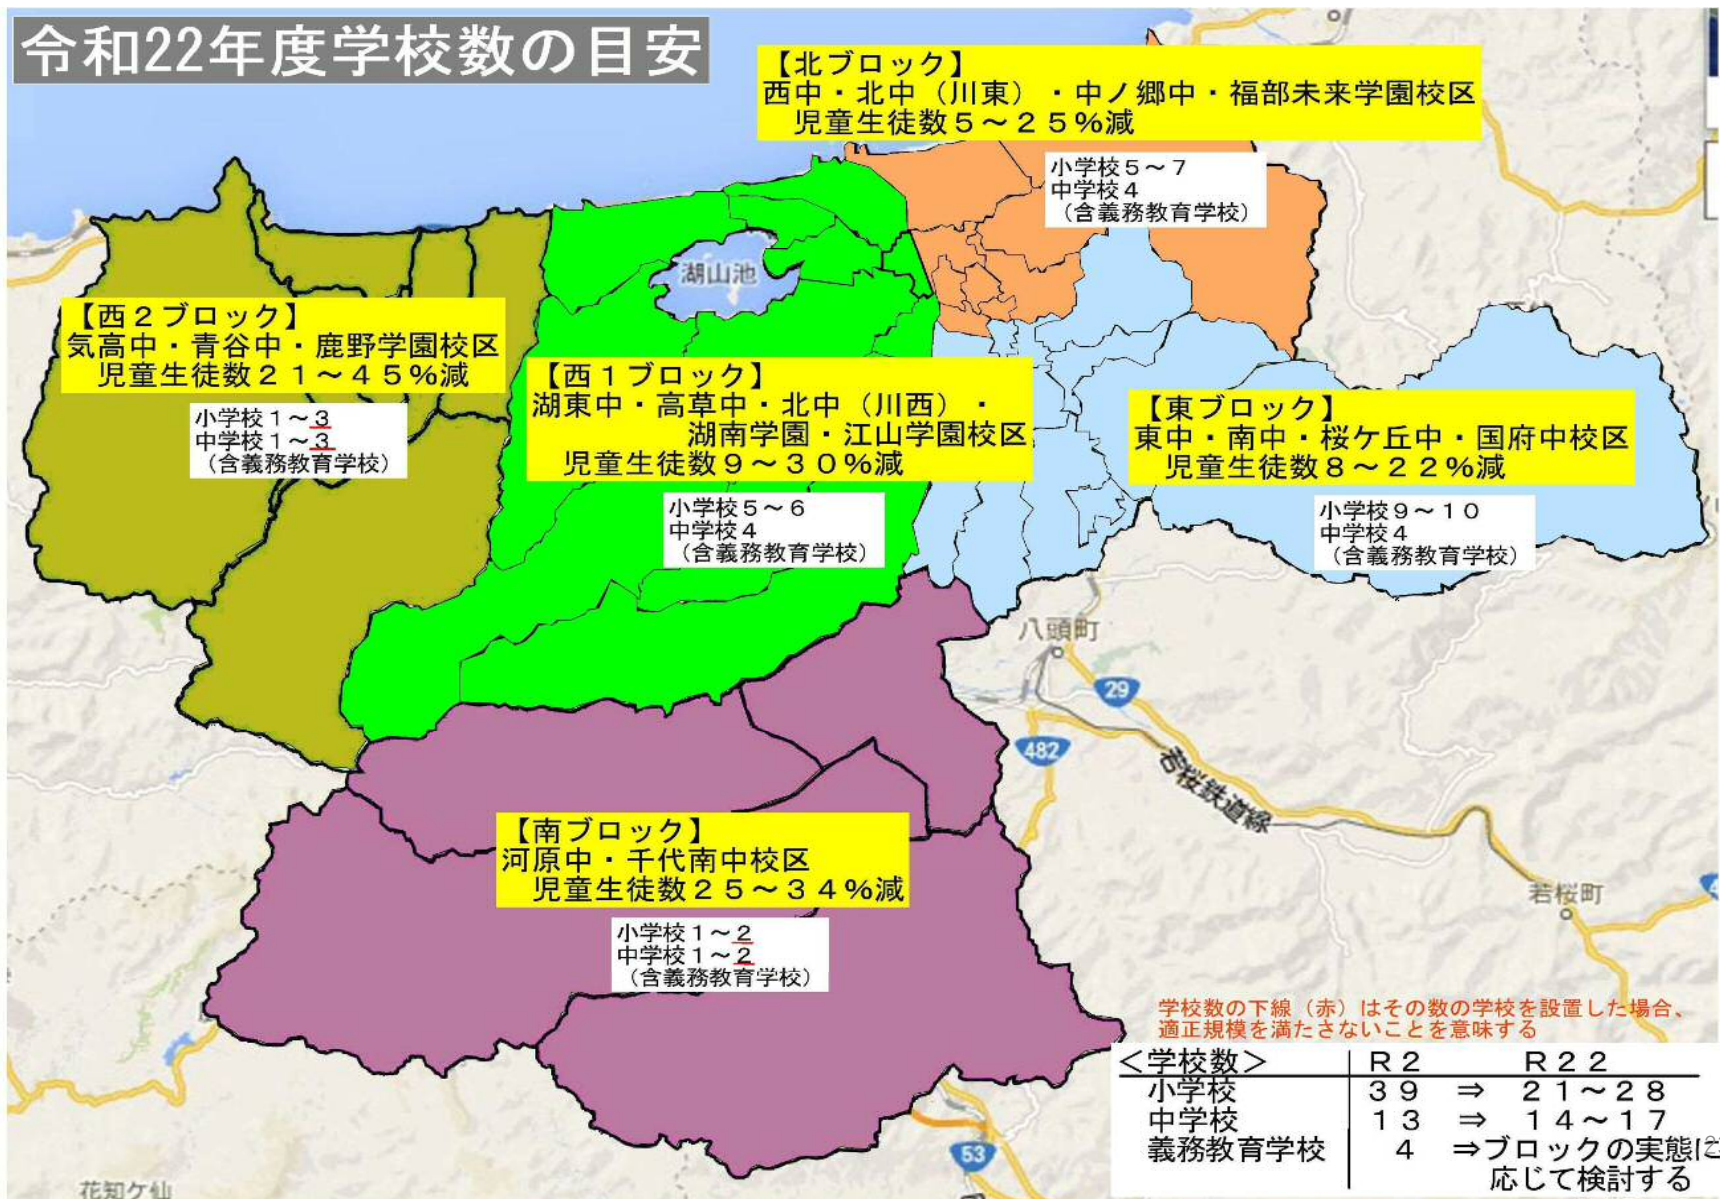 令和22年度学校数の目安
【北ブロック】
西中・北中（川東）・中ノ郷中・福部未来学園校区
児童生徒数５～２５％減
小学校５～７
中学校４
（含義務教育学校）
湖山池
【西２ブロック】
気高中・青谷中・鹿野学園校区
児童生徒数２１～４５％減
小学校１～３
中学校１～３
（含義務教育学校）
【西１ブロック】
湖東中・高草中・北中（川西）・
湖南学園・江山学園校区
児童生徒数９～３０％減
小学校５～６
中学校４
（含義務教育学校）
【東ブロック】
東中・南中・桜ケ丘中・国府中校区
児童生徒数８～２２％減
小学校９～１０
中学校４
（含義務教育学校）
八頭町
29
482
若桜鉄道線
若桜町
【南ブロック】
河原中・千代南中校区
児童生徒数２５～３４％減
小学校１～２
中学校１～２
（含義務教育学校）
学校数の下線（赤）はその数の学校を設置した場合、
適正規模を満たさないことを意味する
＜学校数＞ Ｒ２ Ｒ２２
小学校 ３９ ⇒ ２１～２８
中学校 １３ ⇒ １４～１７
義務教育学校 ４ ⇒ブロックの実態に
応じて検討する
53
花知ケ仙